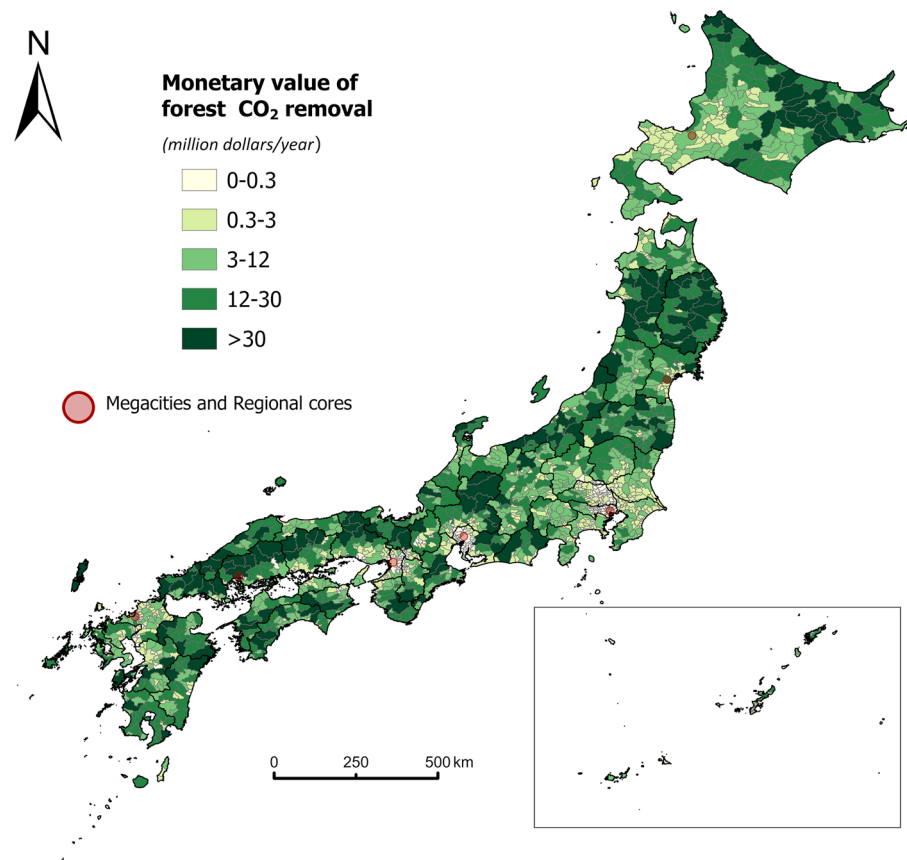 N
Monetary value of
forest CO₂ removal
(million dollars/year)
0-0.3
0.3-3
3-12
12-30
>30
Megacities and Regional cores
0 250 500 km